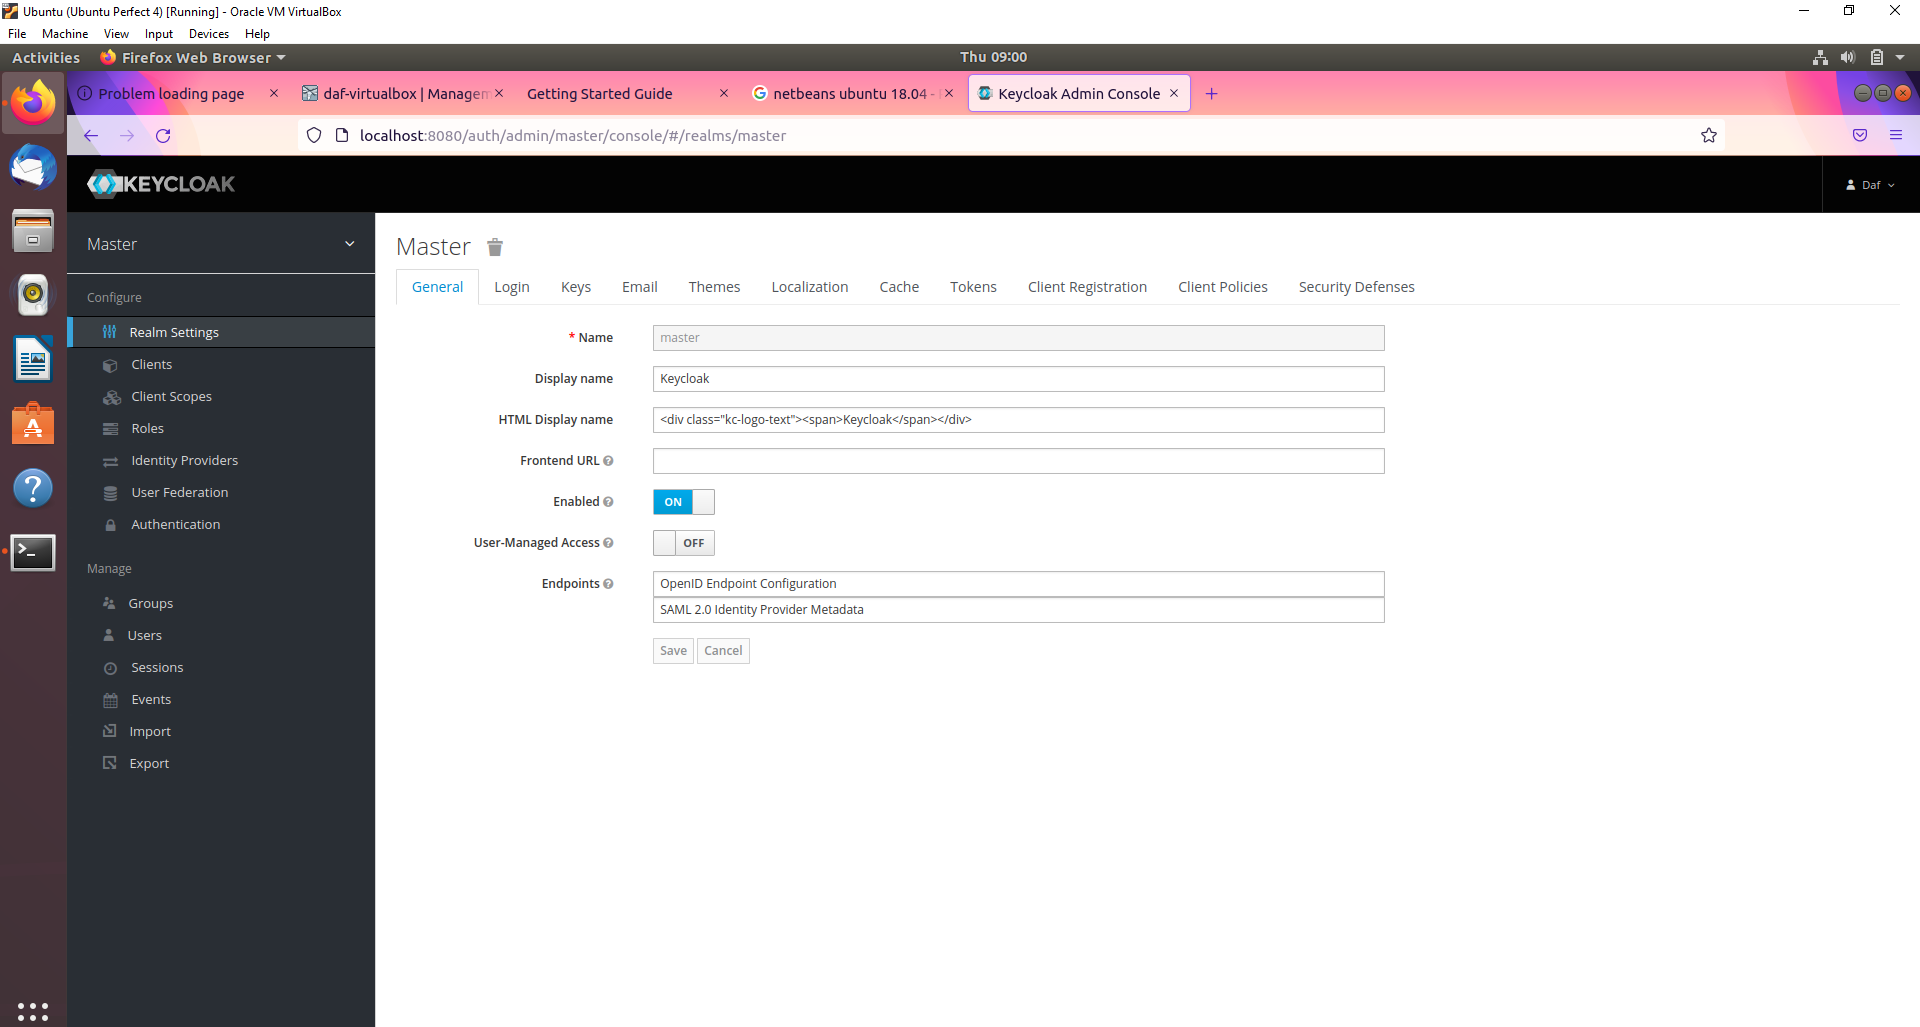 Ubuntu (Ubuntu Perfect 4) [Running] - Oracle VM VirtualBox
File Machine View Input Devices Help
Activities Firefox Web Browser Thu 09:00
Problem loading page daf-virtualbox | Managem Getting Started Guide netbeans ubuntu 18.04 - Keycloak Admin Console
localhost:8080/auth/admin/master/console/#/realms/master
KEYCLOAK Daf
Master
Configure
Realm Settings
Clients
Client Scopes
Roles
Identity Providers
User Federation
Authentication
Manage
Groups
Users
Sessions
Events
Import
Export
Master
General Login Keys Email Themes Localization Cache Tokens Client Registration Client Policies Security Defenses
* Name master
Display name Keycloak
HTML Display name <div class="kc-logo-text"><span>Keycloak</span></div>
Frontend URL
Enabled ON
User-Managed Access OFF
Endpoints OpenID Endpoint Configuration
SAML 2.0 Identity Provider Metadata
Save Cancel